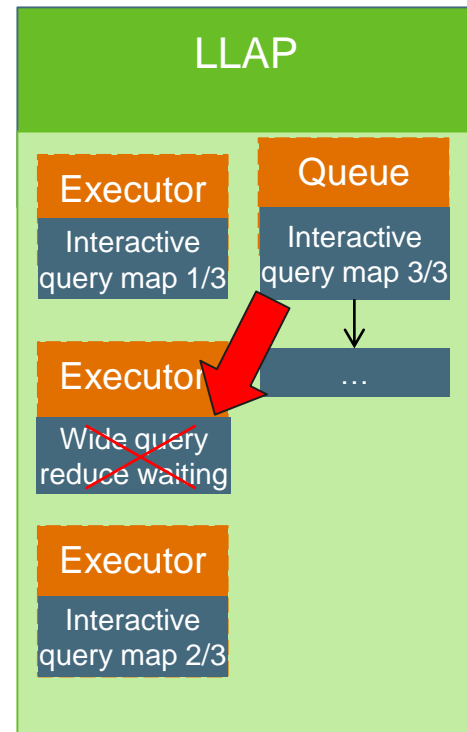 LLAP
Executor
Interactive
query map 1/3
Queue
Interactive
query map 3/3
…
Executor
Wide query
reduce waiting
Executor
Interactive
query map 2/3